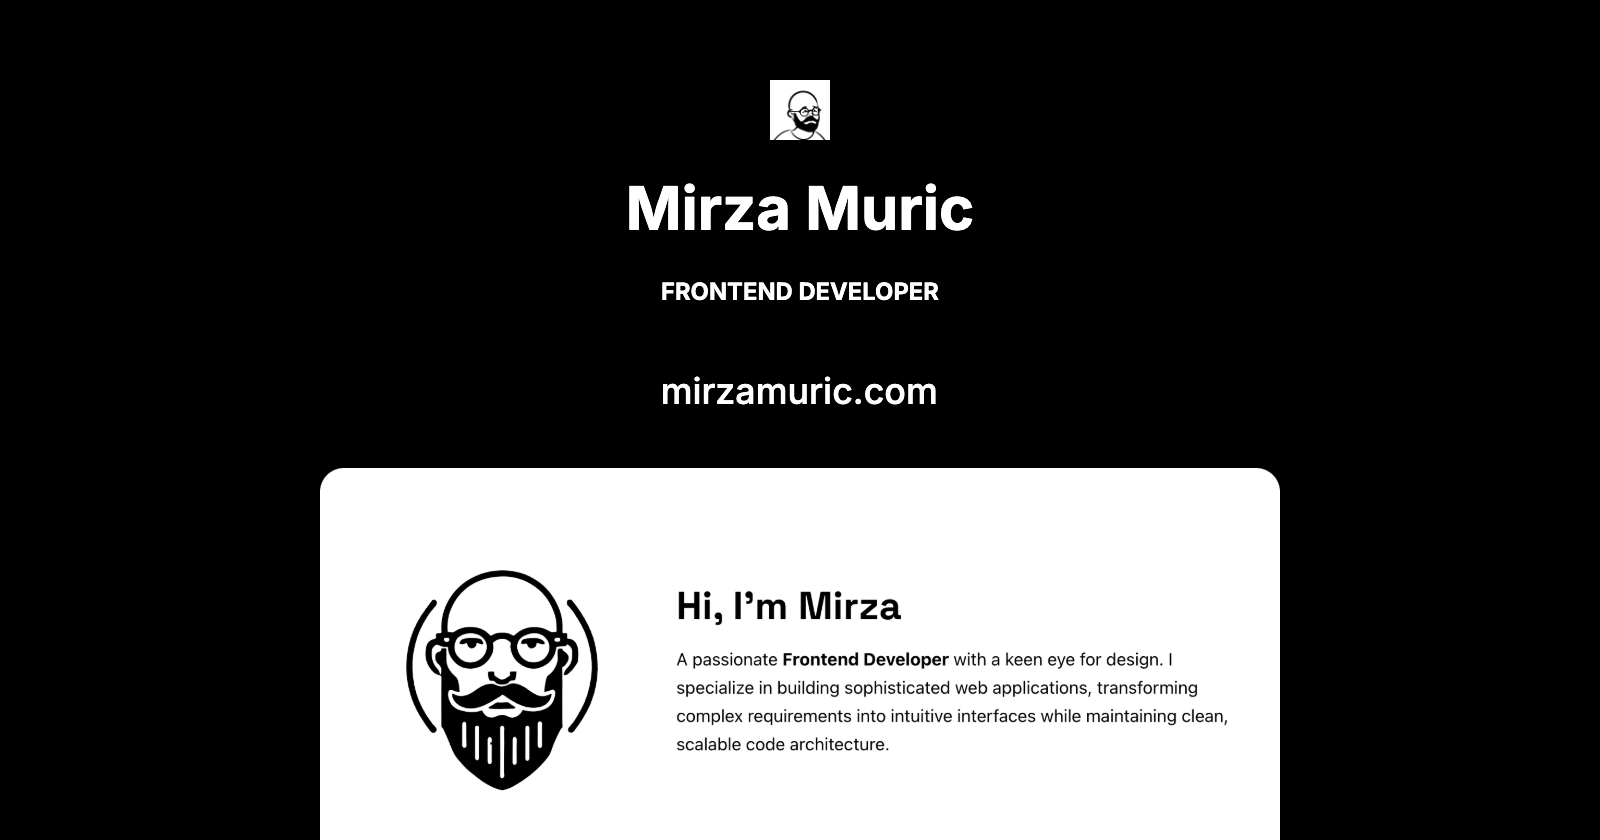 Mirza Muric
FRONTEND DEVELOPER
mirzamuric.com
Hi, I’m Mirza
A passionate Frontend Developer with a keen eye for design. I
specialize in building sophisticated web applications, transforming
complex requirements into intuitive interfaces while maintaining clean,
scalable code architecture.